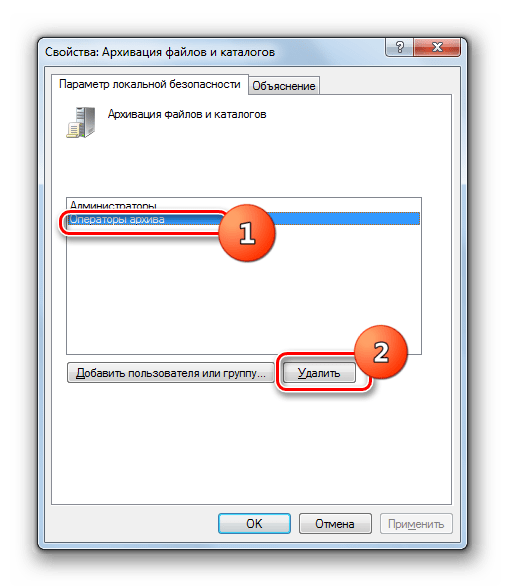 Свойства: Архивация файлов и каталогов
?
Параметр локальной безопасности
Объяснение
Архивация файлов и каталогов
Администраторы
Операторы архива
1
2
Добавить пользователя или группу...
Удалить
OK
Отмена
Применить